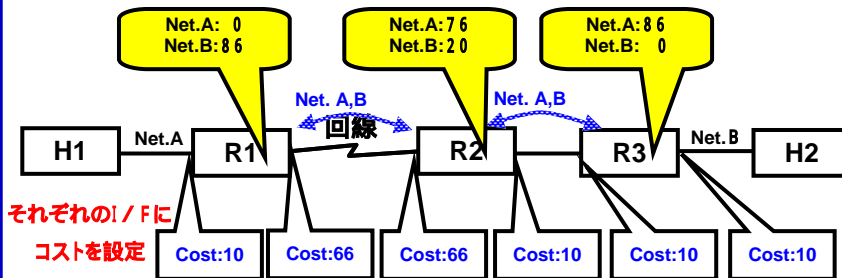 Net.A: 0
Net.B:86
Net.A:76
Net.B:20
Net.A:86
Net.B: 0
Net. A,B
Net. A,B
回線
H1
Net.A
R1
R2
R3
Net.B
H2
それぞれのI/Fに
コストを設定
Cost:10
Cost:66
Cost:66
Cost:10
Cost:10
Cost:10